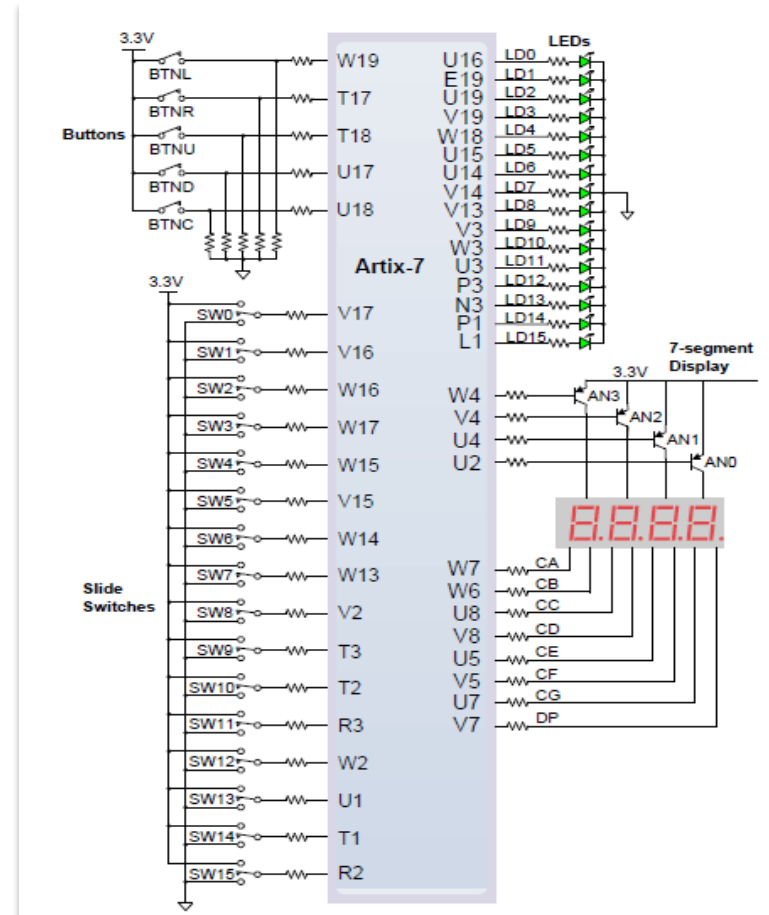 3.3V
BTNL
BTNR
Buttons
BTNU
BTND
BTNC
W19
T17
T18
U17
U18
Artix-7
LEDs
U16 LD0
E19 LD1
U19 LD2
V19 LD3
W18 LD4
U15 LD5
U14 LD6
V14 LD7
V13 LD8
V3 LD9
W3 LD10
U3 LD11
P3 LD12
N3 LD13
P1 LD14
L1 LD15
3.3V
SW0 V17
SW1 V16
SW2 W16
SW3 W17
SW4 W15
SW5 V15
SW6 W14
SW7 W13
Slide
Switches
SW8 V2
SW9 T3
SW10 T2
SW11 R3
SW12 W2
SW13 U1
SW14 T1
SW15 R2
7-segment
Display
3.3V
W4 AN3
V4 AN2
U4 AN1
U2 AN0
8.8.8.8.
W7 CA
W6 CB
U8 CC
V8 CD
U5 CE
V5 CF
U7 CG
V7 DP